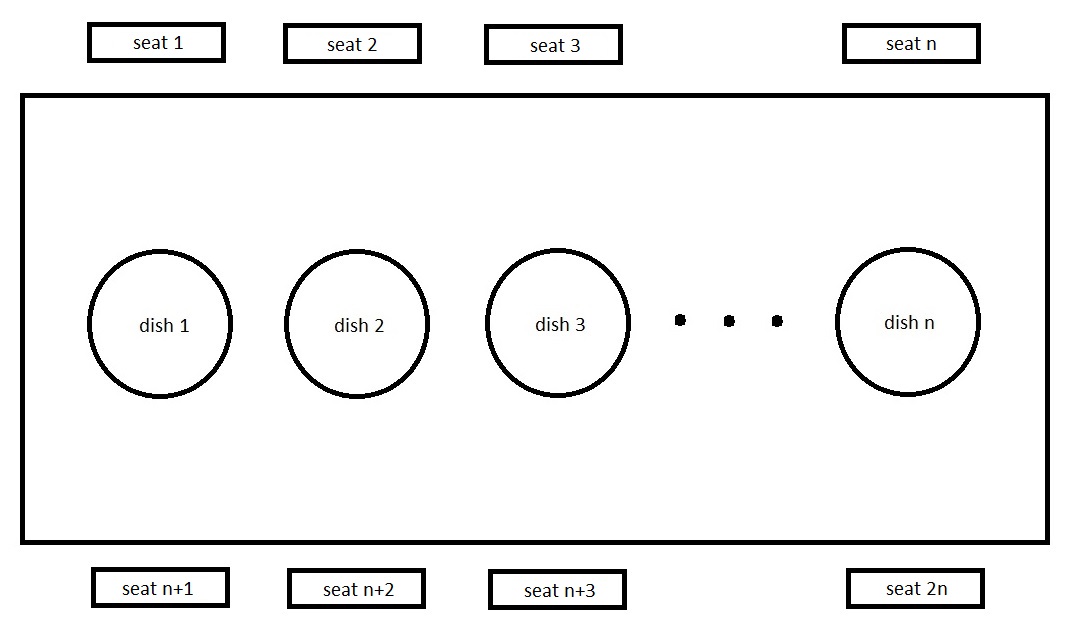 seat 1
seat 2
seat 3
seat n
dish 1
dish 2
dish 3
dish n
seat n+1
seat n+2
seat n+3
seat 2n